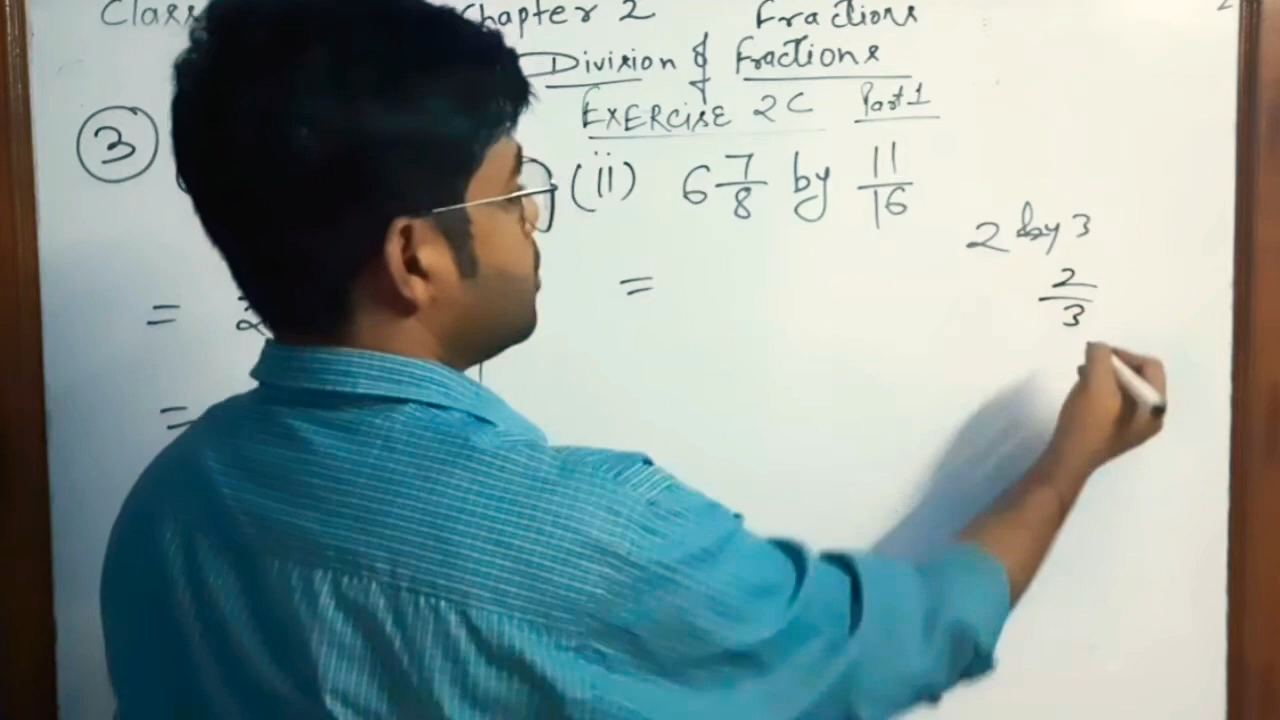 Class Chapter 2 Fractions
Division of Fractions
EXERCISE 2C Part 1
3 (ii) 6 7/8 by 11/16
2 by 3
= = 2/3
=